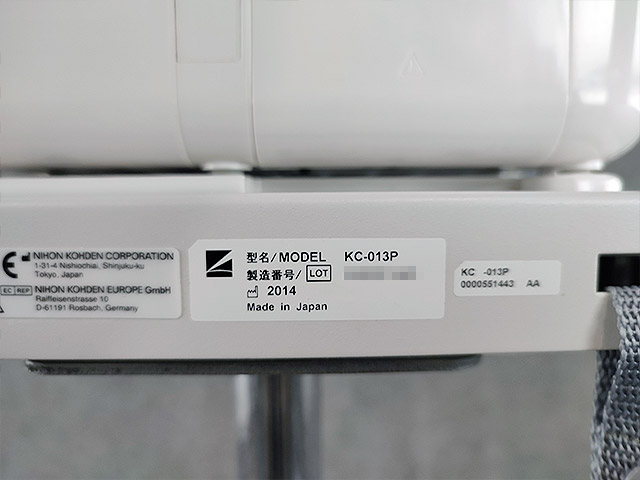 NIHON KOHDEN CORPORATION
1-31-4 Nishiochiai, Shinjuku-ku
Tokyo, Japan
EC REP NIHON KOHDEN EUROPE GmbH
Raiffeisenstrasse 10
D-61191 Rosbach, Germany
型名/MODEL KC-013P
製造番号/ LOT
2014
Made in Japan
KC -013P
0000551443 AA